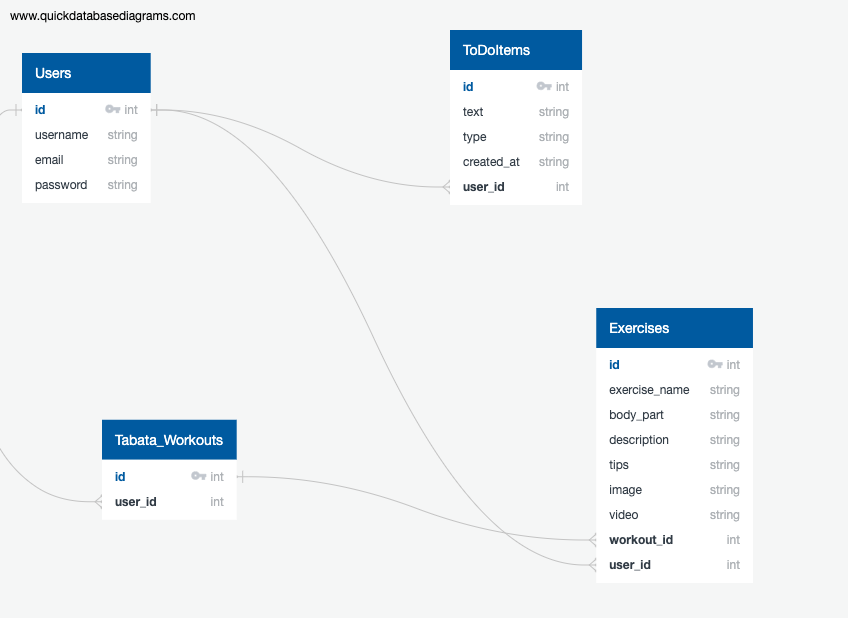 www.quickdatabasediagrams.com
Users
id int
username string
email string
password string
ToDoItems
id int
text string
type string
created_at string
user_id int
Exercises
id int
exercise_name string
body_part string
description string
tips string
image string
video string
workout_id int
user_id int
Tabata_Workouts
id int
user_id int